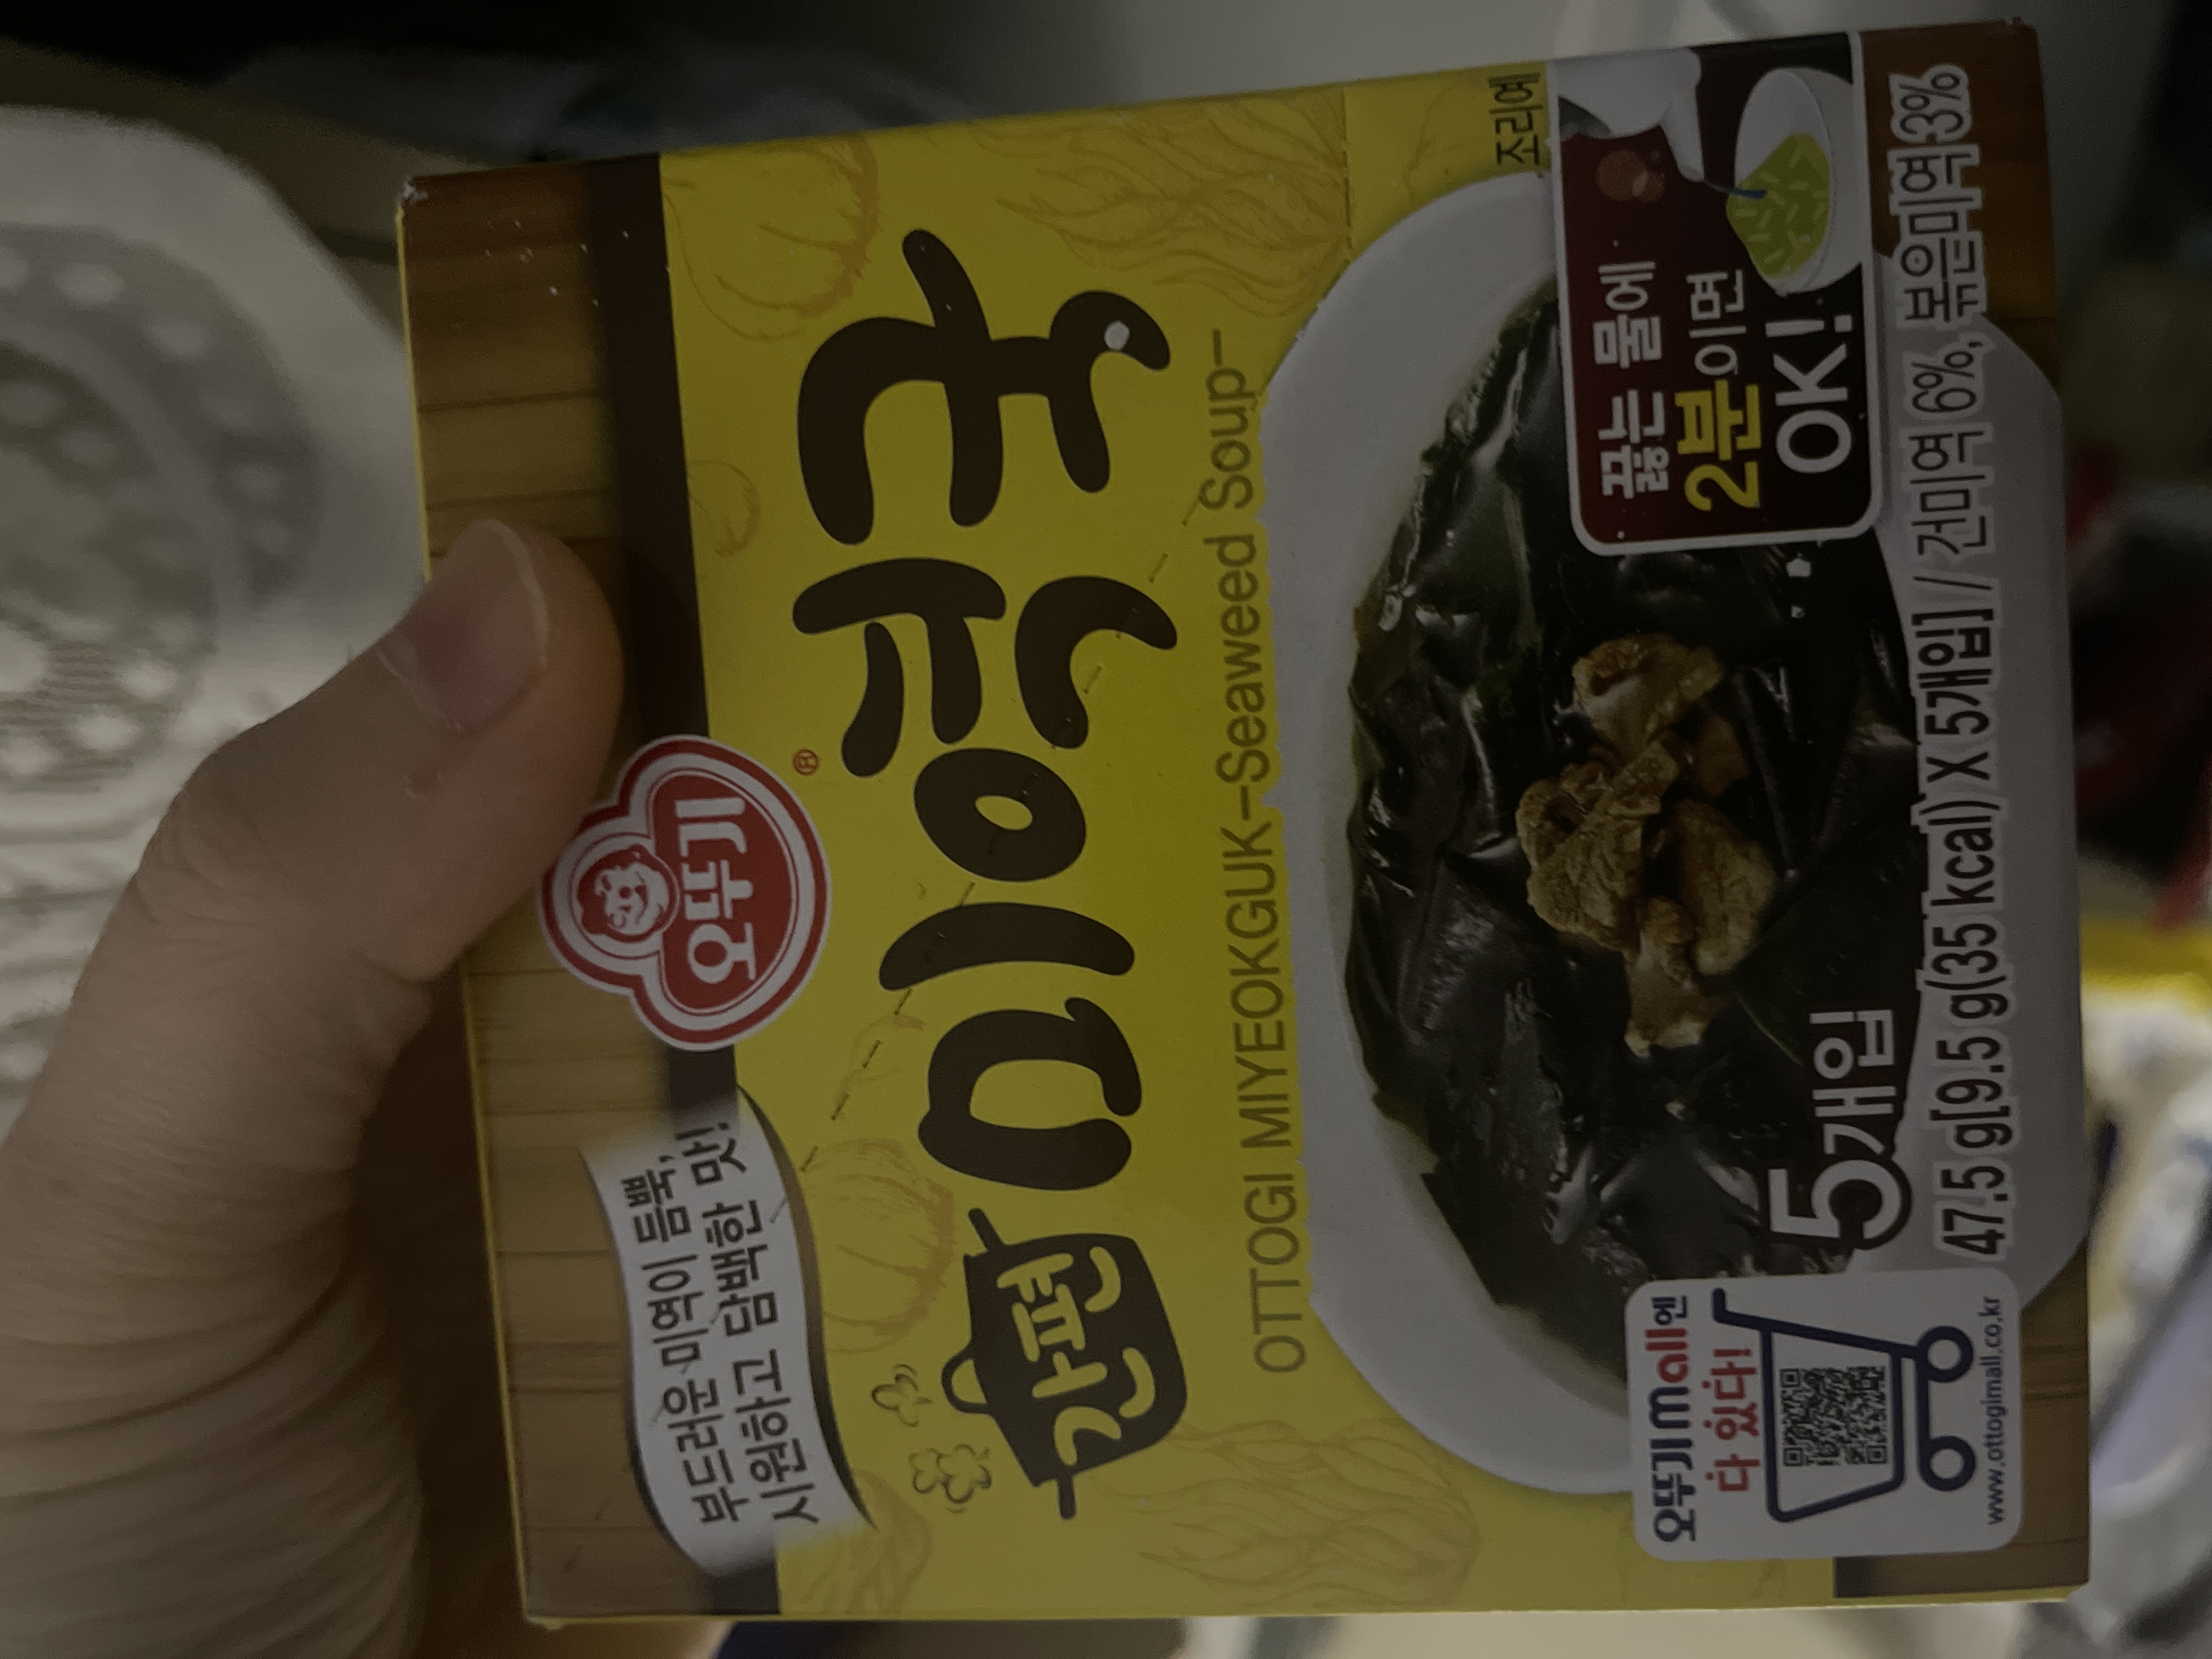 부드러운 미역이 듬뿍,
시원하고 담백한 맛!
오뚜기
®
간편
미역국
OTTOGI MIYEOKGUK-Seaweed Soup-
조리예
끓는 물에
2분이면
OK!
5개입
47.5 g[9.5 g(35 kcal) X 5개입] / 건미역 6%, 볶음미역3%
오뚜기mall엔
다 있다!
www.ottogimall.co.kr